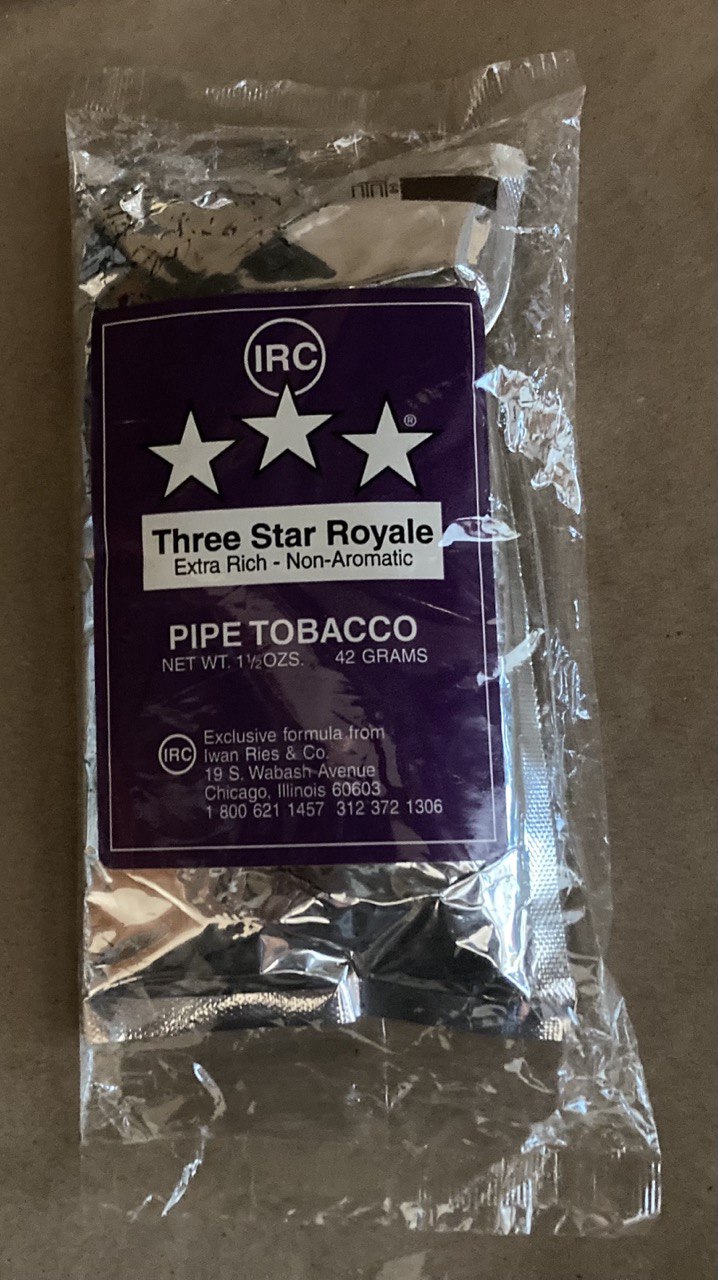 IRC
®
Three Star Royale
Extra Rich - Non-Aromatic
PIPE TOBACCO
NET WT. 1½OZS. 42 GRAMS
IRC
Exclusive formula from
Iwan Ries & Co.
19 S. Wabash Avenue
Chicago, Illinois 60603
1 800 621 1457 312 372 1306